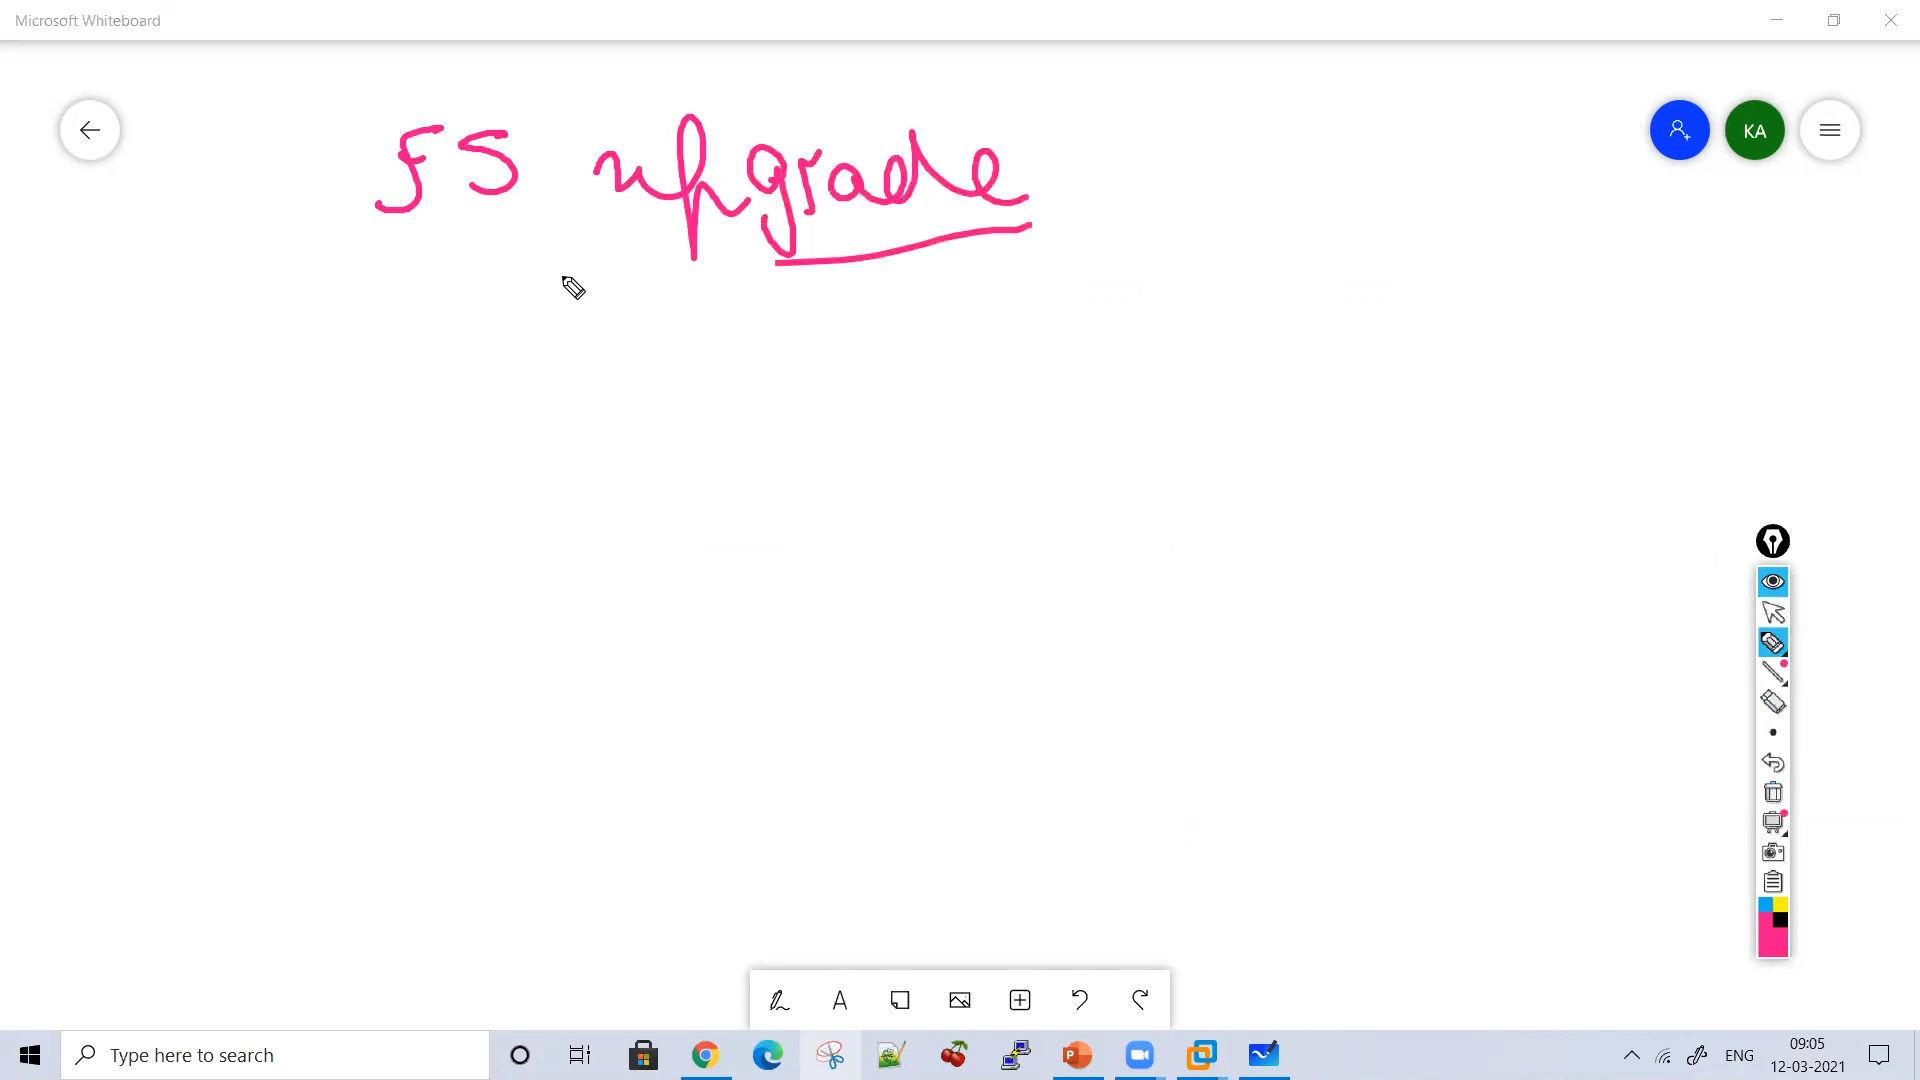 Microsoft Whiteboard
KA
FS upgrade
Type here to search
ENG
09:05
12-03-2021